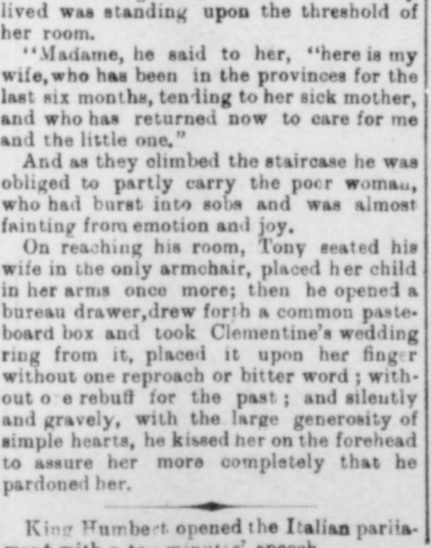 lived was standing upon the threshold of
her room.
"Madame, he said to her, "here is my
wife, who has been in the provinces for the
last six months, tending to her sick mother,
and who has returned now to care for me
and the little one."
And as they climbed the staircase he was
obliged to partly carry the poor woman,
who had burst into sobs and was almost
fainting from emotion and joy.
On reaching his room, Tony seated his
wife in the only armchair, placed her child
in her arms once more; then he opened a
bureau drawer, drew forth a common paste-
board box and took Clementine's wedding
ring from it, placed it upon her finger
without one reproach or bitter word ; with-
out o e rebuff for the past ; and silently
and gravely, with the large generosity of
simple hearts, he kissed her on the forehead
to assure her more completely that he
pardoned her.
King Humbert opened the Italian parlia-
speech